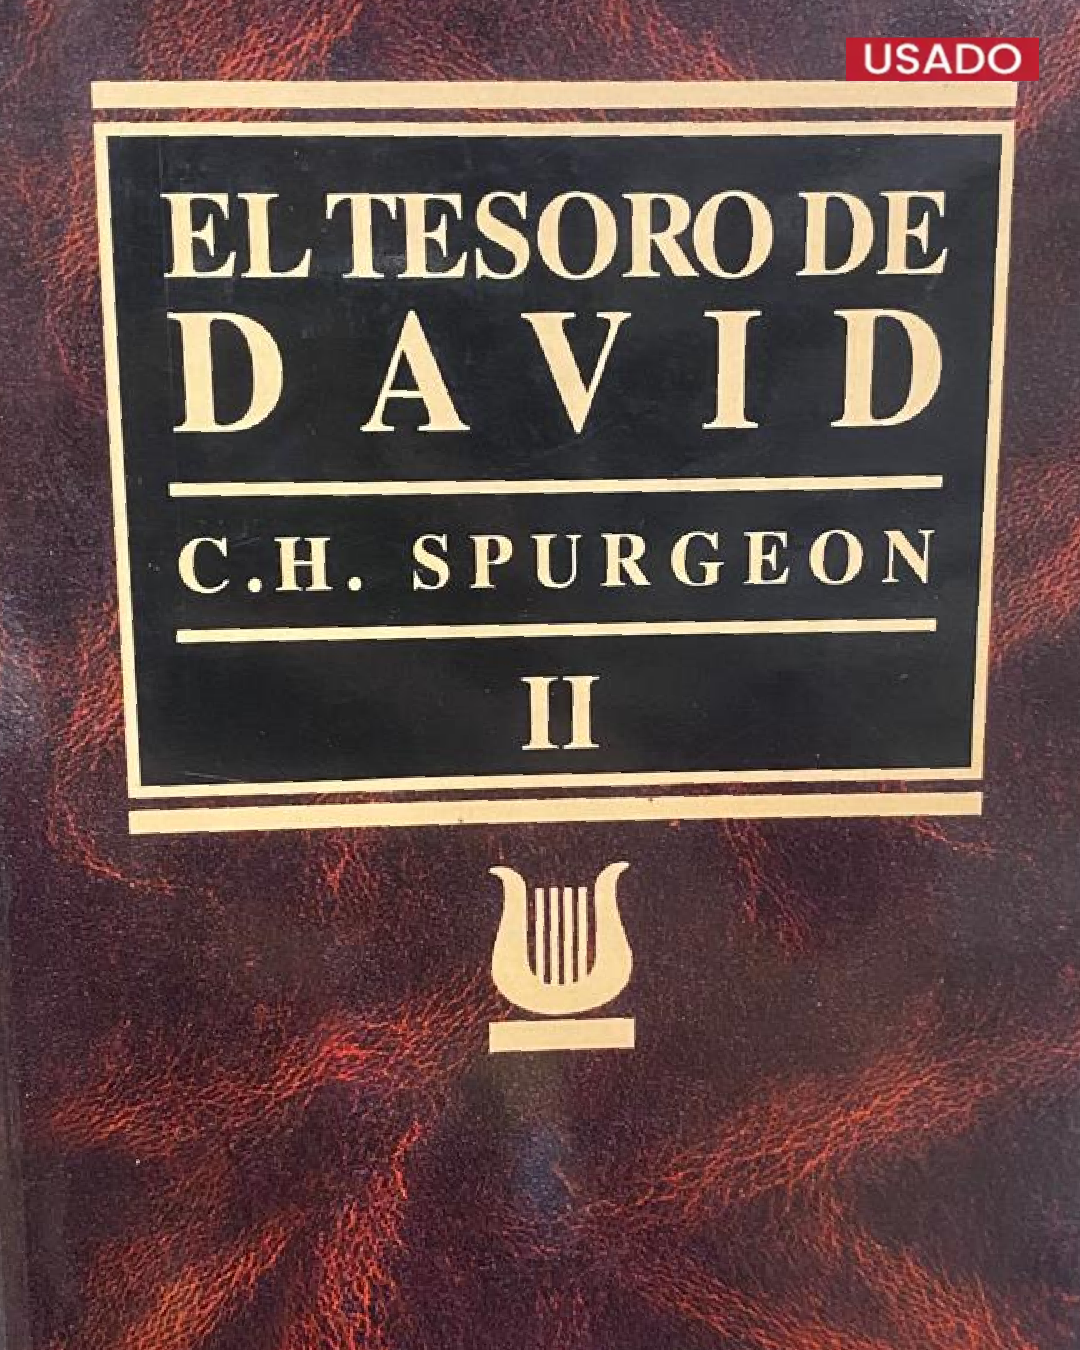 USADO
EL TESORO DE
DAVID
C.H. SPURGEON
II